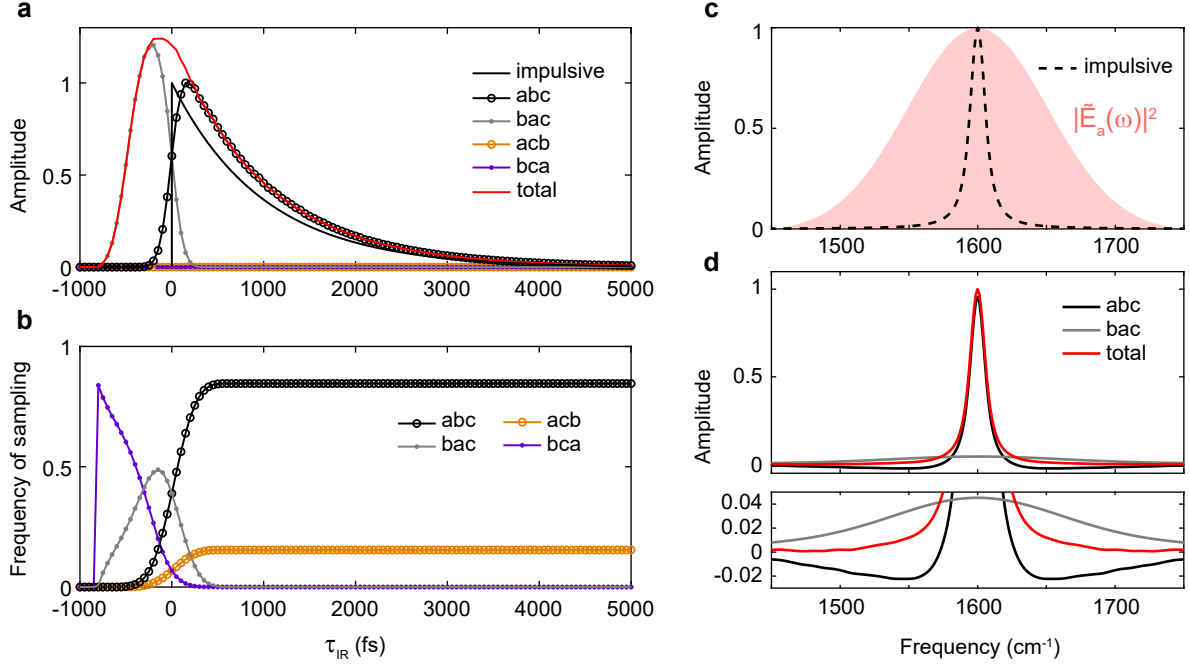 a
Amplitude
1
0.5
0
-1000 0 1000 2000 3000 4000 5000
impulsive
abc
bac
acb
bca
total
b
Frequency of sampling
1
0.5
0
-1000 0 1000 2000 3000 4000 5000
abc acb
bac bca
τIR (fs)
c
Amplitude
1
0.5
0
1500 1600 1700
impulsive
|Ẽa(ω)|²
d
Amplitude
1
0.5
0
abc
bac
total
0.04
0.02
0
-0.02
1500 1600 1700
Frequency (cm⁻¹)